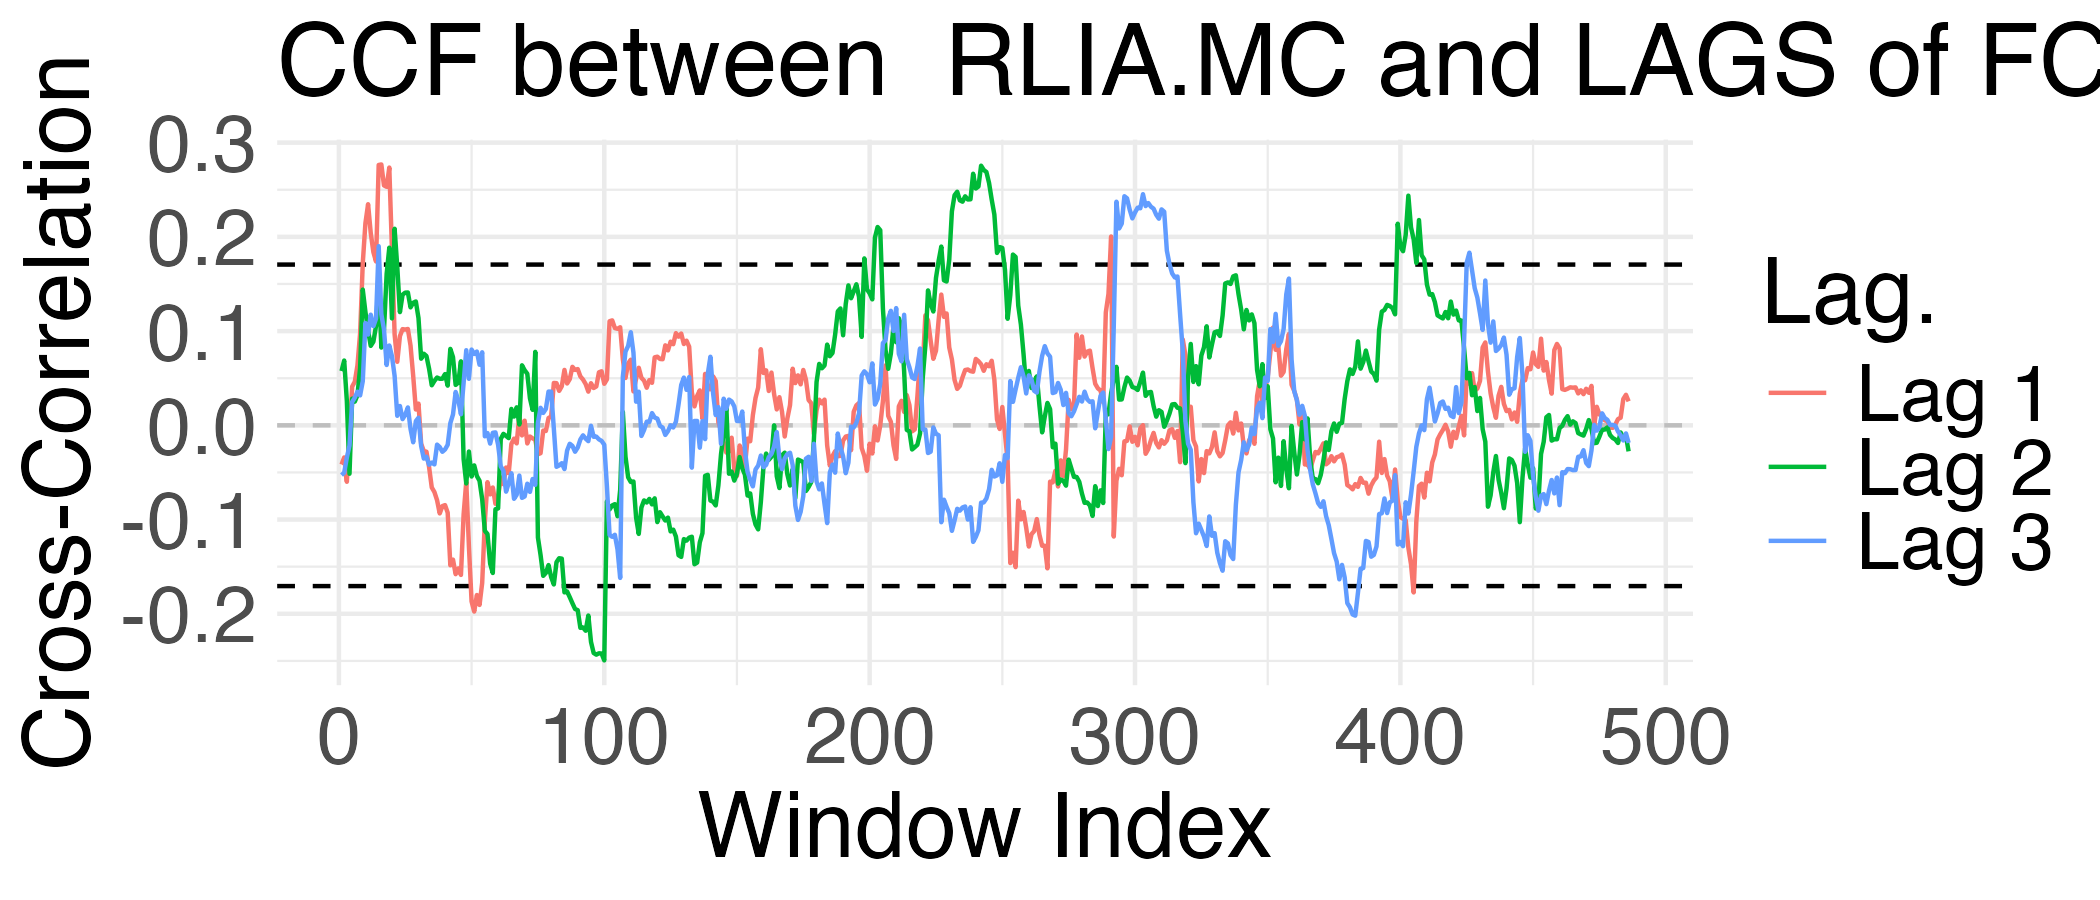 CCF between  RLIA.MC and LAGS of FC
Cross-Correlation
0.3
0.2
0.1
0.0
-0.1
-0.2
0 100 200 300 400 500
Window Index
Lag.
Lag 1
Lag 2
Lag 3